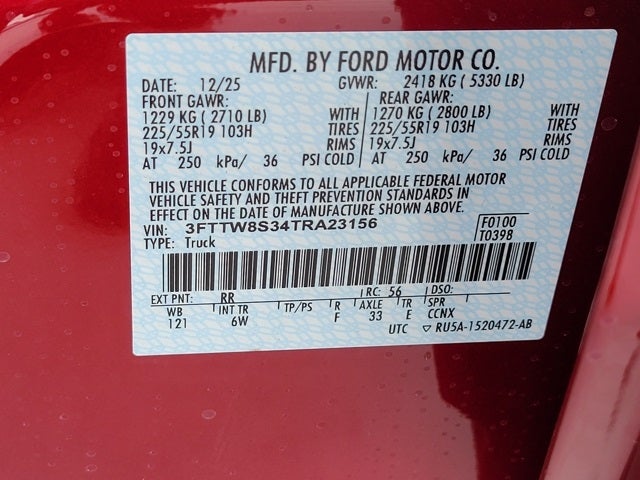 MFD. BY FORD MOTOR CO.
DATE: 12/25 GVWR: 2418 KG ( 5330 LB)
FRONT GAWR: REAR GAWR:
1229 KG ( 2710 LB) WITH 1270 KG ( 2800 LB) WITH
225/55R19 103H TIRES 225/55R19 103H TIRES
19x7.5J RIMS 19x7.5J RIMS
AT 250 kPa/ 36 PSI COLD AT 250 kPa/ 36 PSI COLD
THIS VEHICLE CONFORMS TO ALL APPLICABLE FEDERAL MOTOR
VEHICLE SAFETY AND THEFT PREVENTION STANDARDS IN
EFFECT ON THE DATE OF MANUFACTURE SHOWN ABOVE.
VIN: 3FTTW8S34TRA23156 F0100
TYPE: Truck T0398
EXT PNT: RR RC: 56 DSO:
WB INT TR TP/PS R AXLE TR SPR
121 6W F 33 E CCNX
UTC ▽ RU5A-1520472-AB